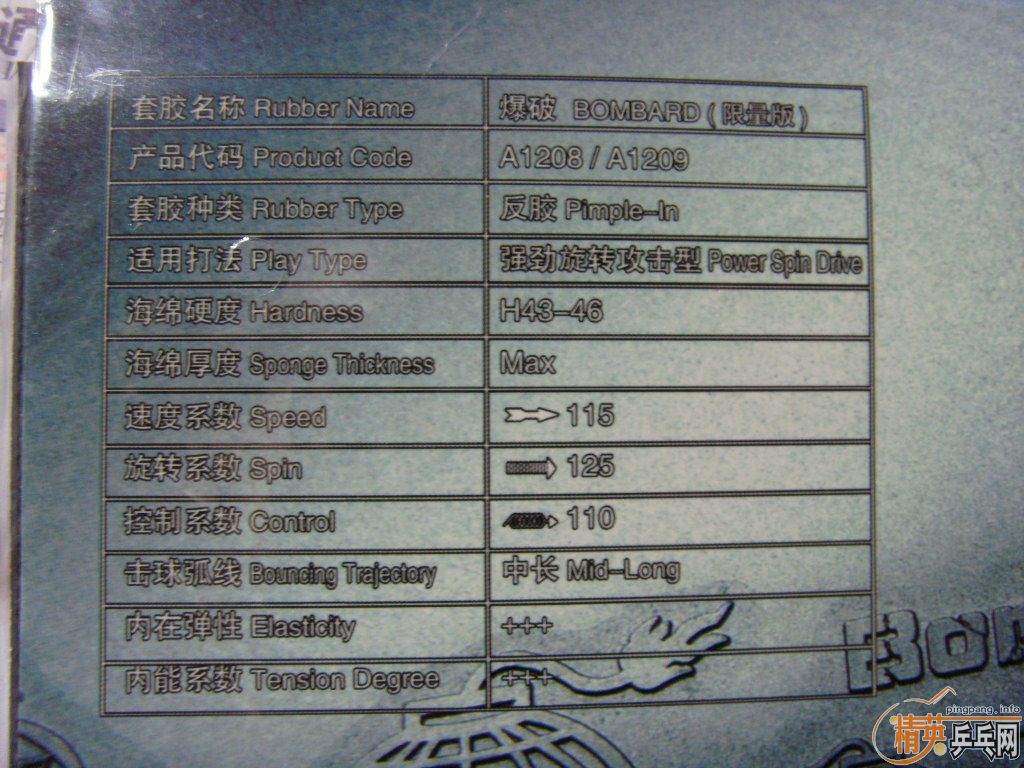 通
套胶名称 Rubber Name 爆破 BOMBARD (限量版)
产品代码 Product Code A1208 / A1209
套胶种类 Rubber Type 反胶 Pimple-In
适用打法 Play Type 强劲旋转攻击型 Power Spin Drive
海绵硬度 Hardness H43-46
海绵厚度 Sponge Thickness Max
速度系数 Speed 115
旋转系数 Spin 125
控制系数 Control 110
击球弧线 Bouncing Trajectory 中长 Mid-Long
内在弹性 Elasticity +++
内能系数 Tension Degree +++
BOM
pingpang.info
精英乒乓网